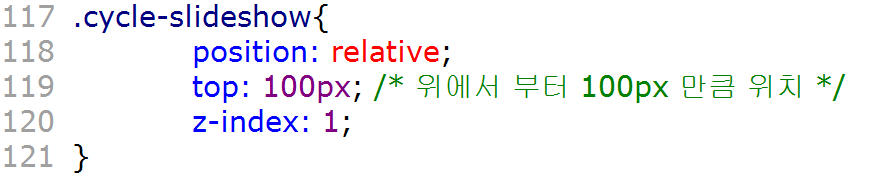 117 .cycle-slideshow{
118 position: relative;
119 top: 100px; /* 위에서 부터 100px 만큼 위치 */
120 z-index: 1;
121 }